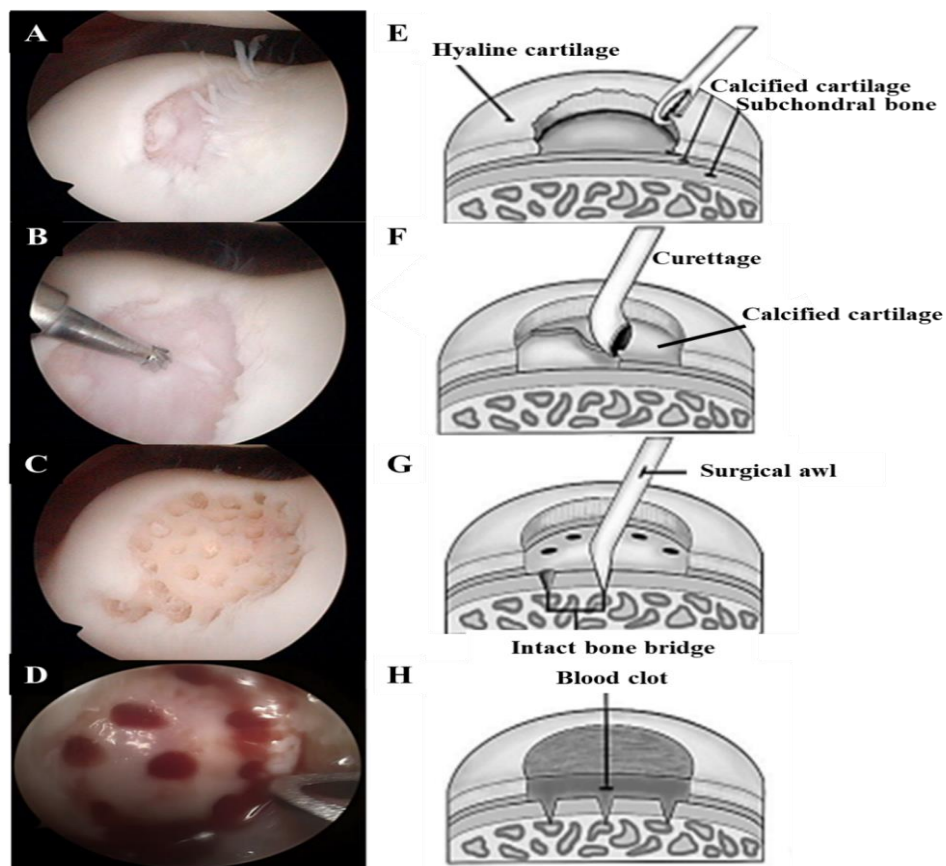 A
E
Hyaline cartilage
Calcified cartilage
Subchondral bone
B
F
Curettage
Calcified cartilage
C
G
Surgical awl
Intact bone bridge
D
H
Blood clot